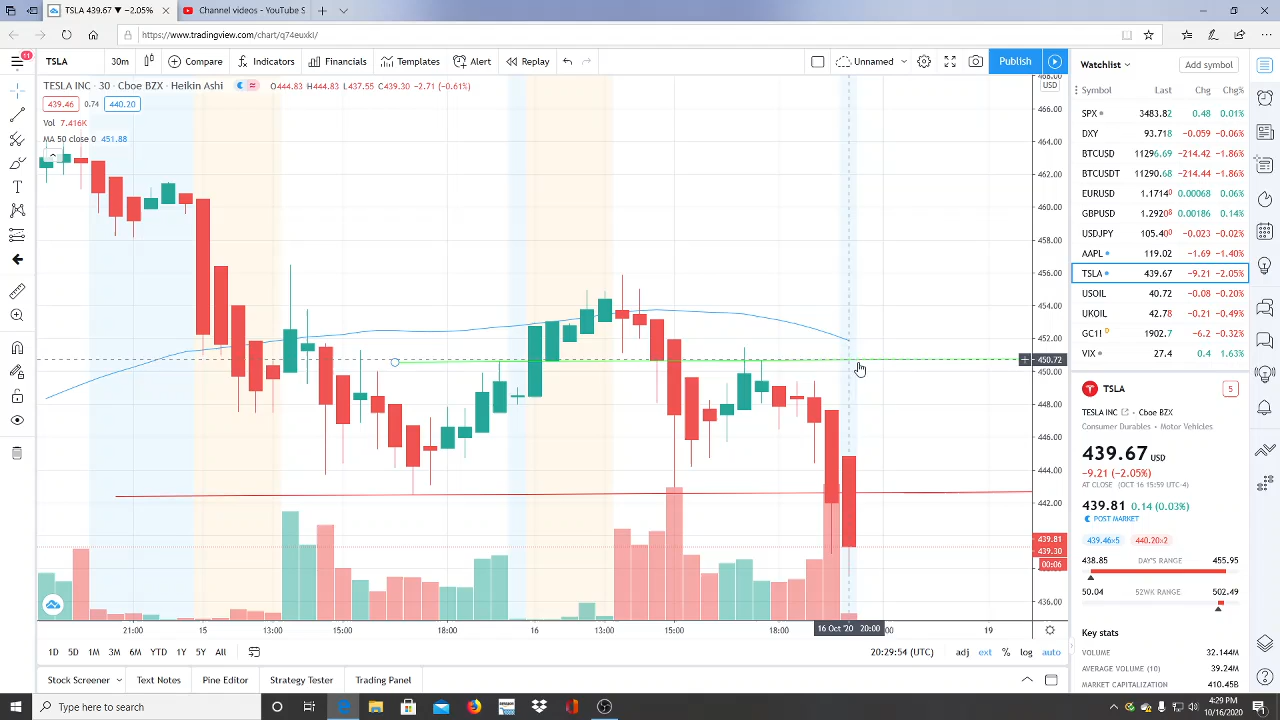 TSLA 439.67 ▼ −2.05%
Channel videos - YouTube S
https://www.tradingview.com/chart/q74euxkl/
11
TSLA
30m
Compare
Indicators
Financials
Templates
Alert
Replay
Unnamed
Publish
TESLA INC · 30 · Cboe BZX · Heikin Ashi
O444.83 H444.83 L437.55 C439.30 −2.71 (−0.61%)
439.46 0.74 440.20
Vol 7.416K
MA 50 close 0 451.88
468.00
USD
466.00
464.00
462.00
460.00
458.00
456.00
454.00
452.00
450.72
450.00
448.00
446.00
444.00
442.00
439.81
439.30
00:06
436.00
21:00 15 13:00 15:00 18:00 16 13:00 15:00 18:00 16 Oct '20 20:00 19
1D 5D 1M 3M 6M YTD 1Y 5Y All
20:29:54 (UTC) adj ext % log auto
Stock Screener Text Notes Pine Editor Strategy Tester Trading Panel
Watchlist Add symbol
Symbol Last Chg Chg%
SPX 3483.82 0.48 0.01%
DXY 93.718 −0.059 −0.06%
BTCUSD 11296.69 −214.42 −1.86%
BTCUSDT 11290.68 −214.44 −1.86%
EURUSD 1.17140 0.00068 0.06%
GBPUSD 1.29208 0.00186 0.14%
USDJPY 105.400 −0.023 −0.02%
AAPL 119.02 −1.69 −1.40%
TSLA 439.67 −9.21 −2.05%
USOIL 40.72 −0.08 −0.20%
UKOIL 42.78 −0.21 −0.49%
GC1! 1902.7 −6.2 −0.32%
VIX 27.4 0.4 1.63%
TSLA 5
TESLA INC · Cboe BZX
Consumer Durables · Motor Vehicles
439.67 USD
−9.21 (−2.05%)
AT CLOSE (OCT 16 15:59 UTC-4)
439.81 0.14 (0.03%)
POST MARKET
439.46×5 440.20×2
438.85 DAY'S RANGE 455.95
50.04 52WK RANGE 502.49
Key stats
VOLUME 32.144M
AVERAGE VOLUME (10) 39.24M
MARKET CAPITALIZATION 410.45B
Type here to search
4:29 PM
10/16/2020